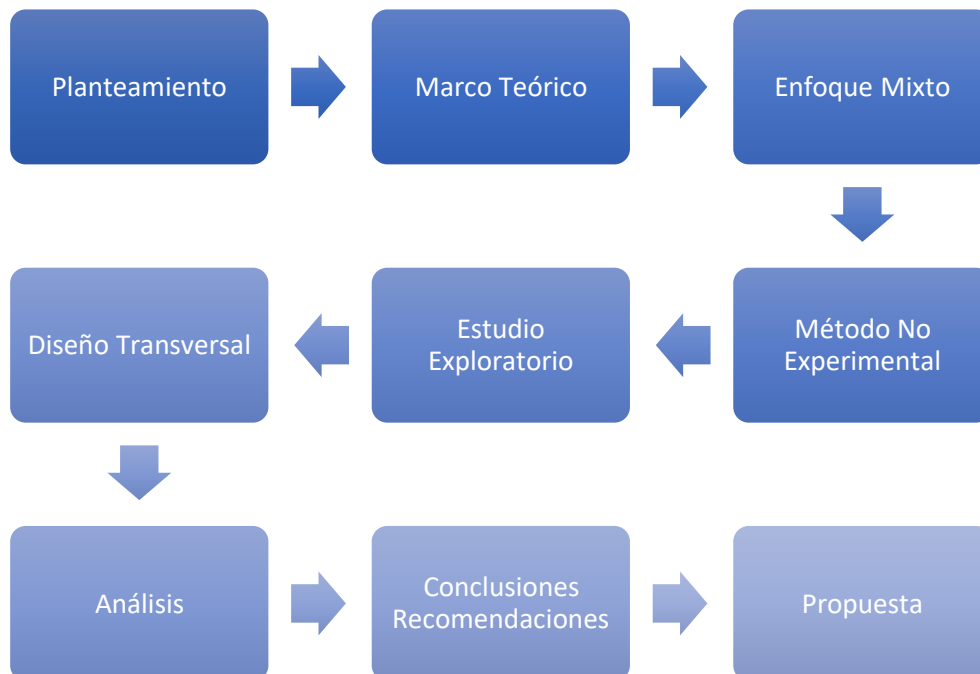 Planteamiento
Marco Teórico
Enfoque Mixto
Método No
Experimental
Estudio
Exploratorio
Diseño Transversal
Análisis
Conclusiones
Recomendaciones
Propuesta